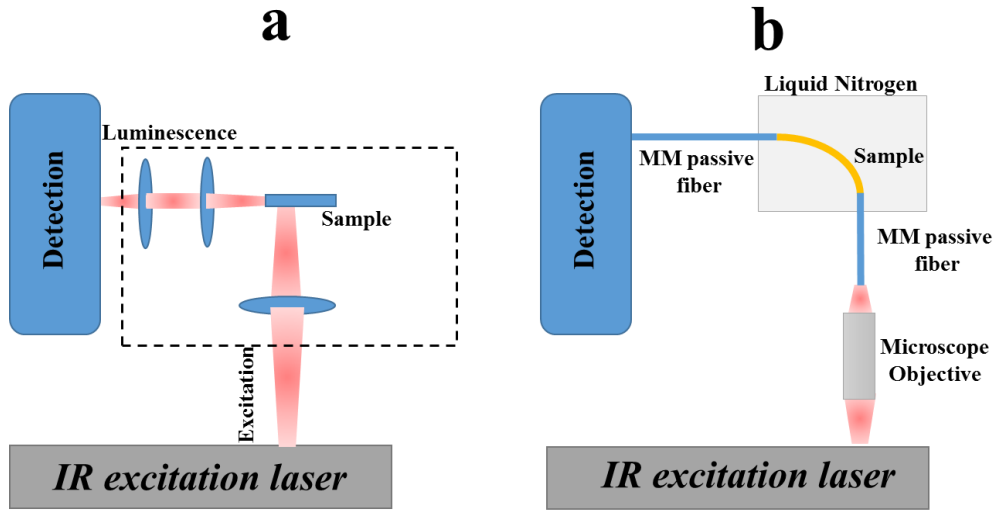 a
Luminescence
Detection
Sample
Excitation
IR excitation laser
b
Liquid Nitrogen
Detection
MM passive
fiber
Sample
MM passive
fiber
Microscope
Objective
IR excitation laser